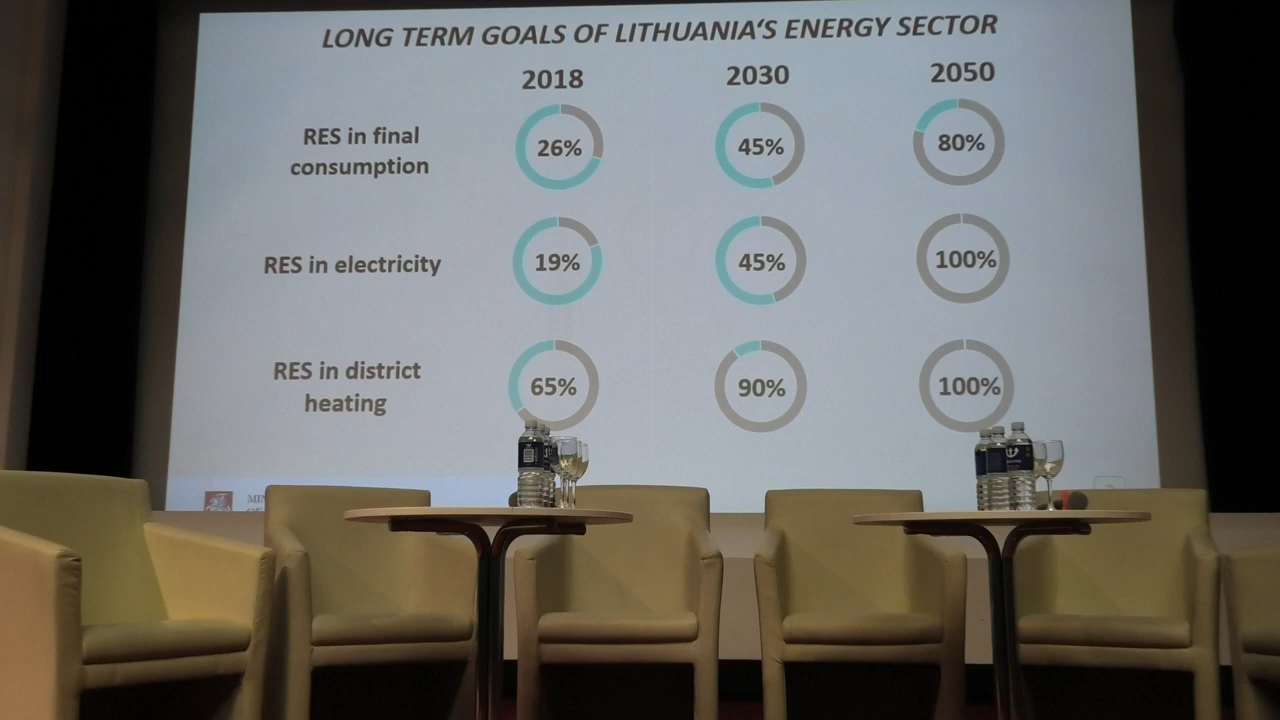 LONG TERM GOALS OF LITHUANIA‘S ENERGY SECTOR
2018 2030 2050
RES in final
consumption
26% 45% 80%
RES in electricity
19% 45% 100%
RES in district
heating
65% 90% 100%